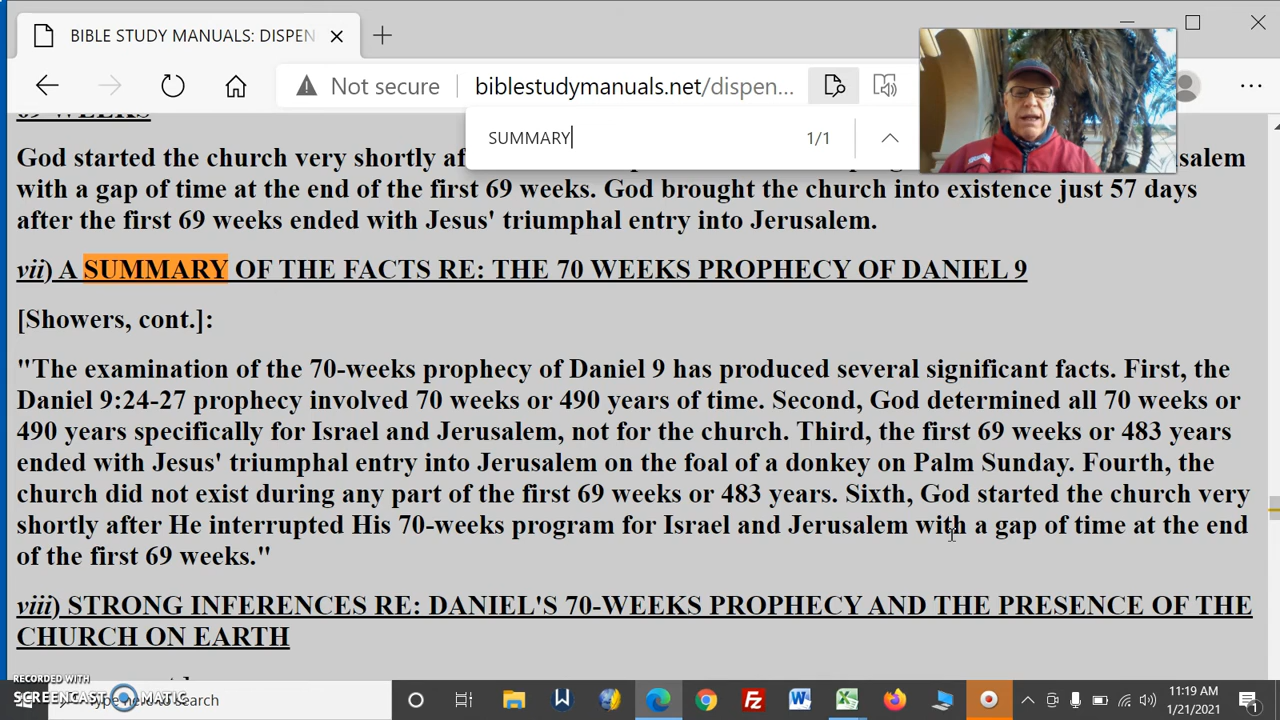 BIBLE STUDY MANUALS: DISPEN
Not secure
biblestudymanuals.net/dispen...
SUMMARY
1/1
69 WEEKS
God started the church very shortly af
salem
with a gap of time at the end of the first 69 weeks. God brought the church into existence just 57 days
after the first 69 weeks ended with Jesus' triumphal entry into Jerusalem.
vii) A SUMMARY OF THE FACTS RE: THE 70 WEEKS PROPHECY OF DANIEL 9
[Showers, cont.]:
"The examination of the 70-weeks prophecy of Daniel 9 has produced several significant facts. First, the
Daniel 9:24-27 prophecy involved 70 weeks or 490 years of time. Second, God determined all 70 weeks or
490 years specifically for Israel and Jerusalem, not for the church. Third, the first 69 weeks or 483 years
ended with Jesus' triumphal entry into Jerusalem on the foal of a donkey on Palm Sunday. Fourth, the
church did not exist during any part of the first 69 weeks or 483 years. Sixth, God started the church very
shortly after He interrupted His 70-weeks program for Israel and Jerusalem with a gap of time at the end
of the first 69 weeks."
viii) STRONG INFERENCES RE: DANIEL'S 70-WEEKS PROPHECY AND THE PRESENCE OF THE
CHURCH ON EARTH
RECORDED WITH
SCREENCAST MATIC
Type here to search
11:19 AM
1/21/2021
1